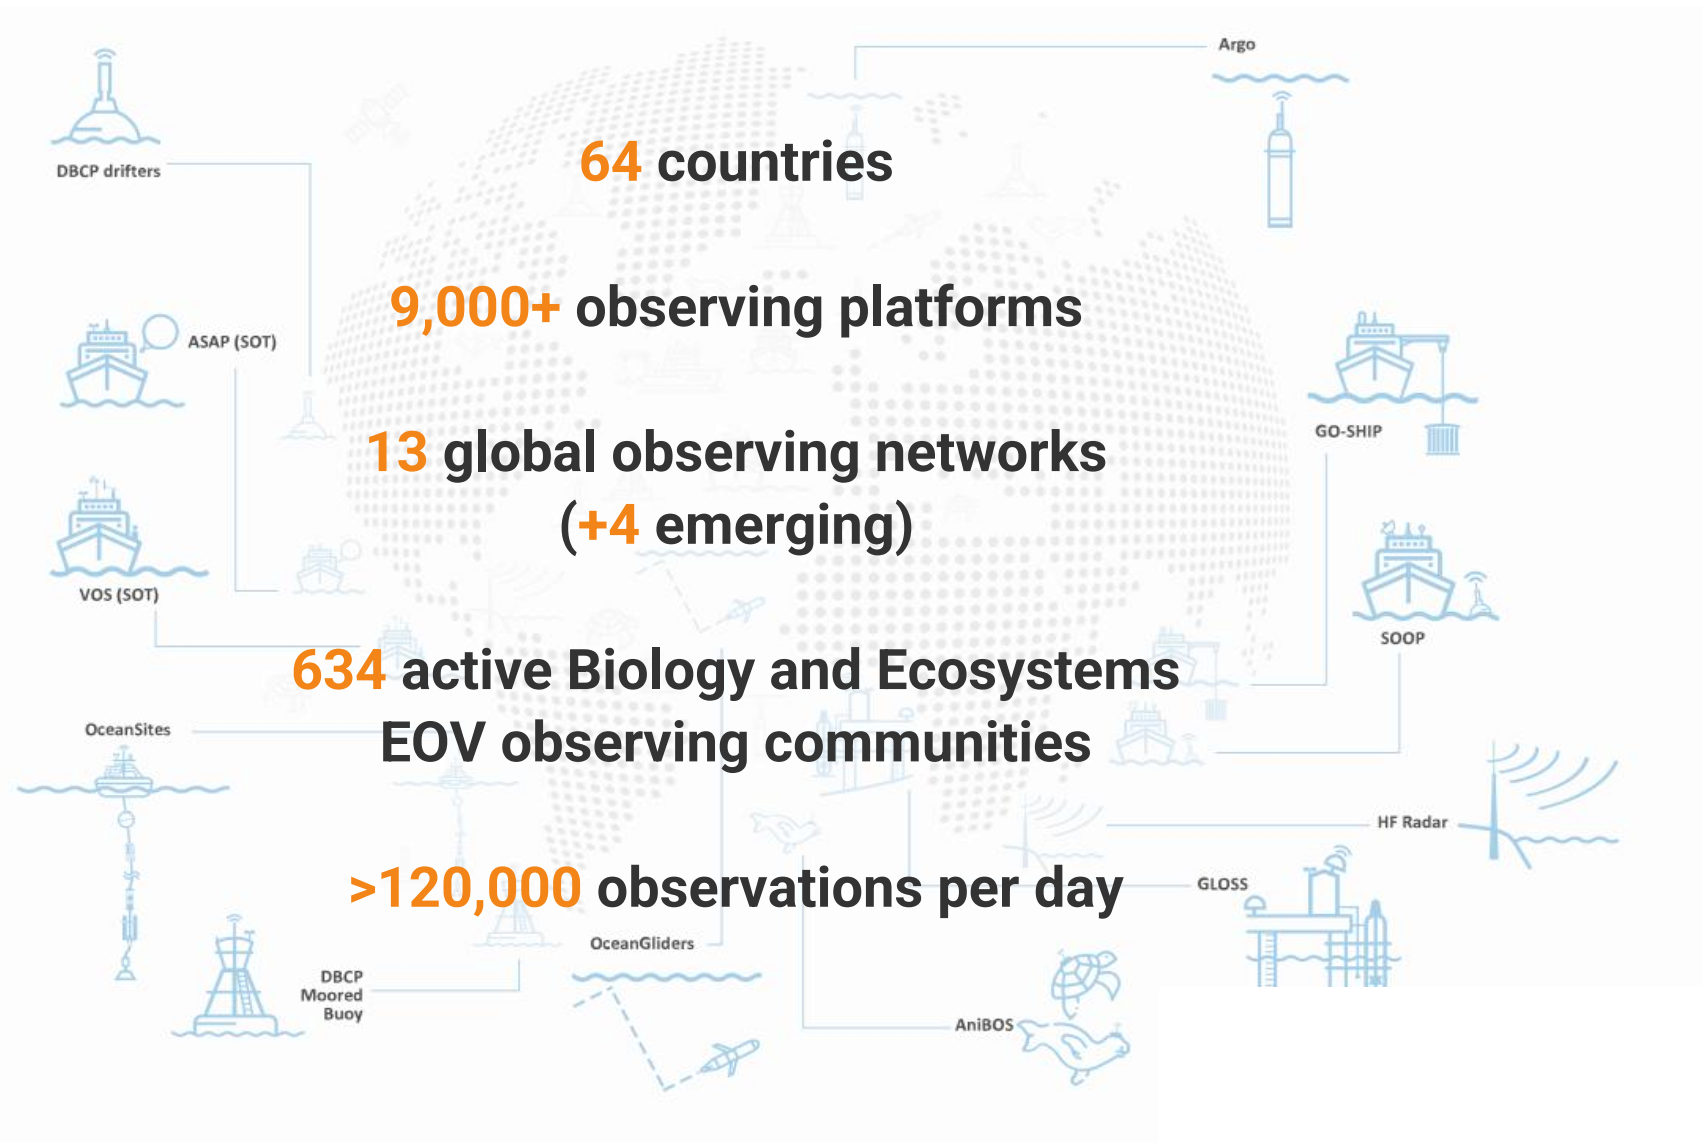 Argo
DBCP drifters
64 countries
9,000+ observing platforms
ASAP (SOT)
13 global observing networks
(+4 emerging)
GO-SHIP
VOS (SOT)
SOOP
634 active Biology and Ecosystems
EOV observing communities
OceanSites
HF Radar
>120,000 observations per day
GLOSS
OceanGliders
DBCP
Moored
Buoy
AniBOS